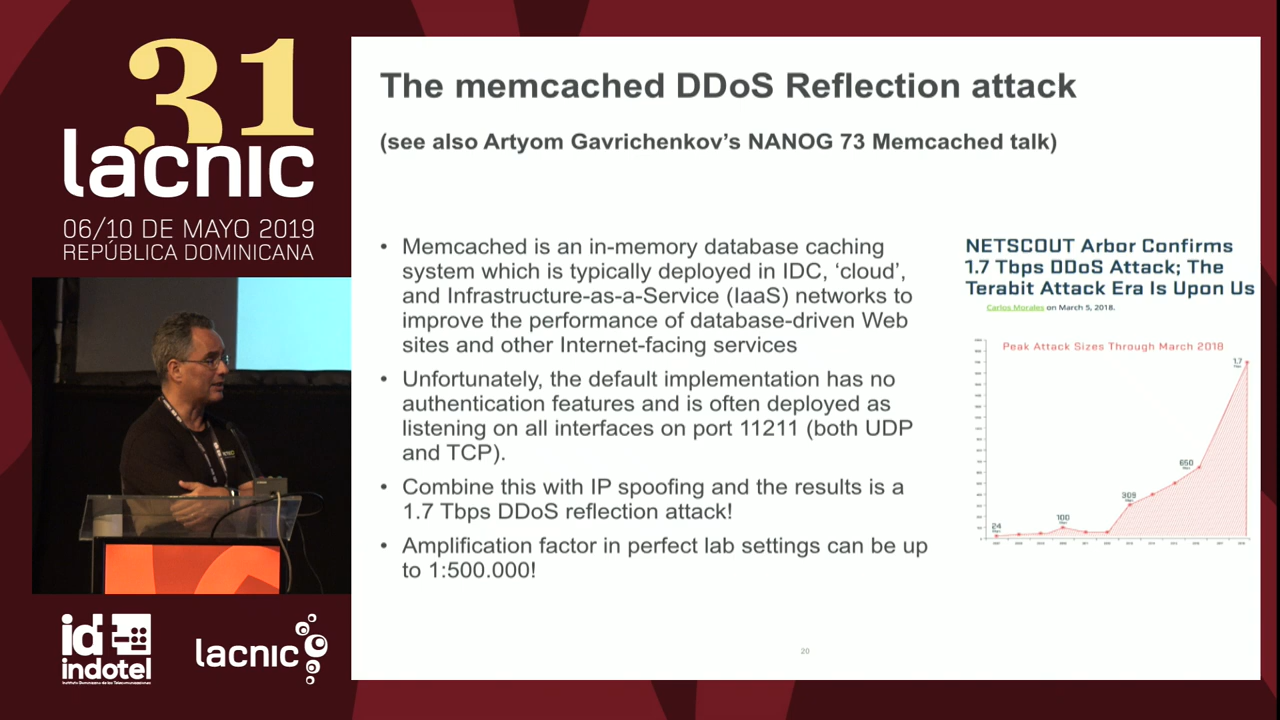 31
lacnic
06/10 DE MAYO 2019
REPÚBLICA DOMINICANA
The memcached DDoS Reflection attack
(see also Artyom Gavrichenkov's NANOG 73 Memcached talk)
• Memcached is an in-memory database caching
system which is typically deployed in IDC, 'cloud',
and Infrastructure-as-a-Service (IaaS) networks to
improve the performance of database-driven Web
sites and other Internet-facing services
• Unfortunately, the default implementation has no
authentication features and is often deployed as
listening on all interfaces on port 11211 (both UDP
and TCP).
• Combine this with IP spoofing and the results is a
1.7 Tbps DDoS reflection attack!
• Amplification factor in perfect lab settings can be up
to 1:500.000!
NETSCOUT Arbor Confirms
1.7 Tbps DDoS Attack; The
Terabit Attack Era Is Upon Us
Carlos Morales on March 5, 2018.
Peak Attack Sizes Through March 2018
1.7
650
309
100
24
20
id
indotel
lacnic